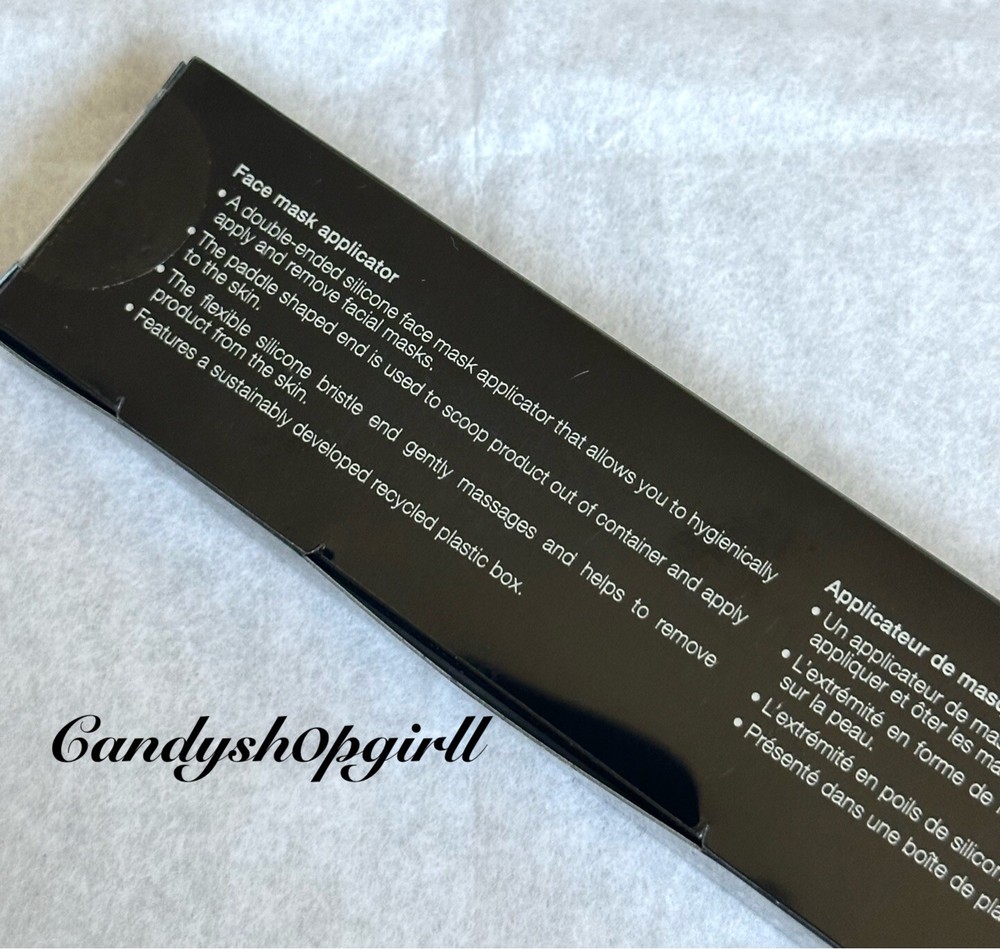 Face mask applicator
• A double-ended silicone face mask applicator that allows you to hygienically
apply and remove facial masks.
• The paddle shaped end is used to scoop product out of container and apply
to the skin.
• The flexible silicone bristle end gently massages and helps to remove
product from the skin.
• Features a sustainably developed recycled plastic box.
Applicateur de
• Un applicateur de
appliquer et ôter les
• L'extrémité en forme de
sur la peau.
• L'extrémité en poils de
• Présenté dans une boîte de
Candysh0pgirll